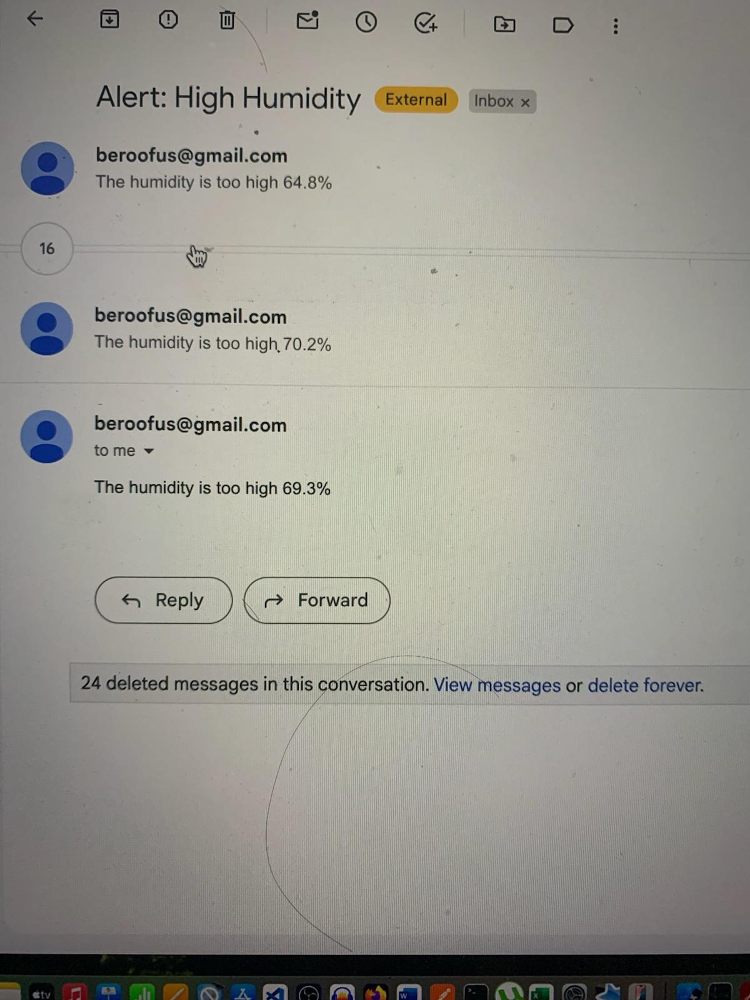 Alert: High Humidity External Inbox ×
beroofus@gmail.com
The humidity is too high 64.8%
16
beroofus@gmail.com
The humidity is too high 70.2%
beroofus@gmail.com
to me
The humidity is too high 69.3%
Reply Forward
24 deleted messages in this conversation. View messages or delete forever.
tv W X